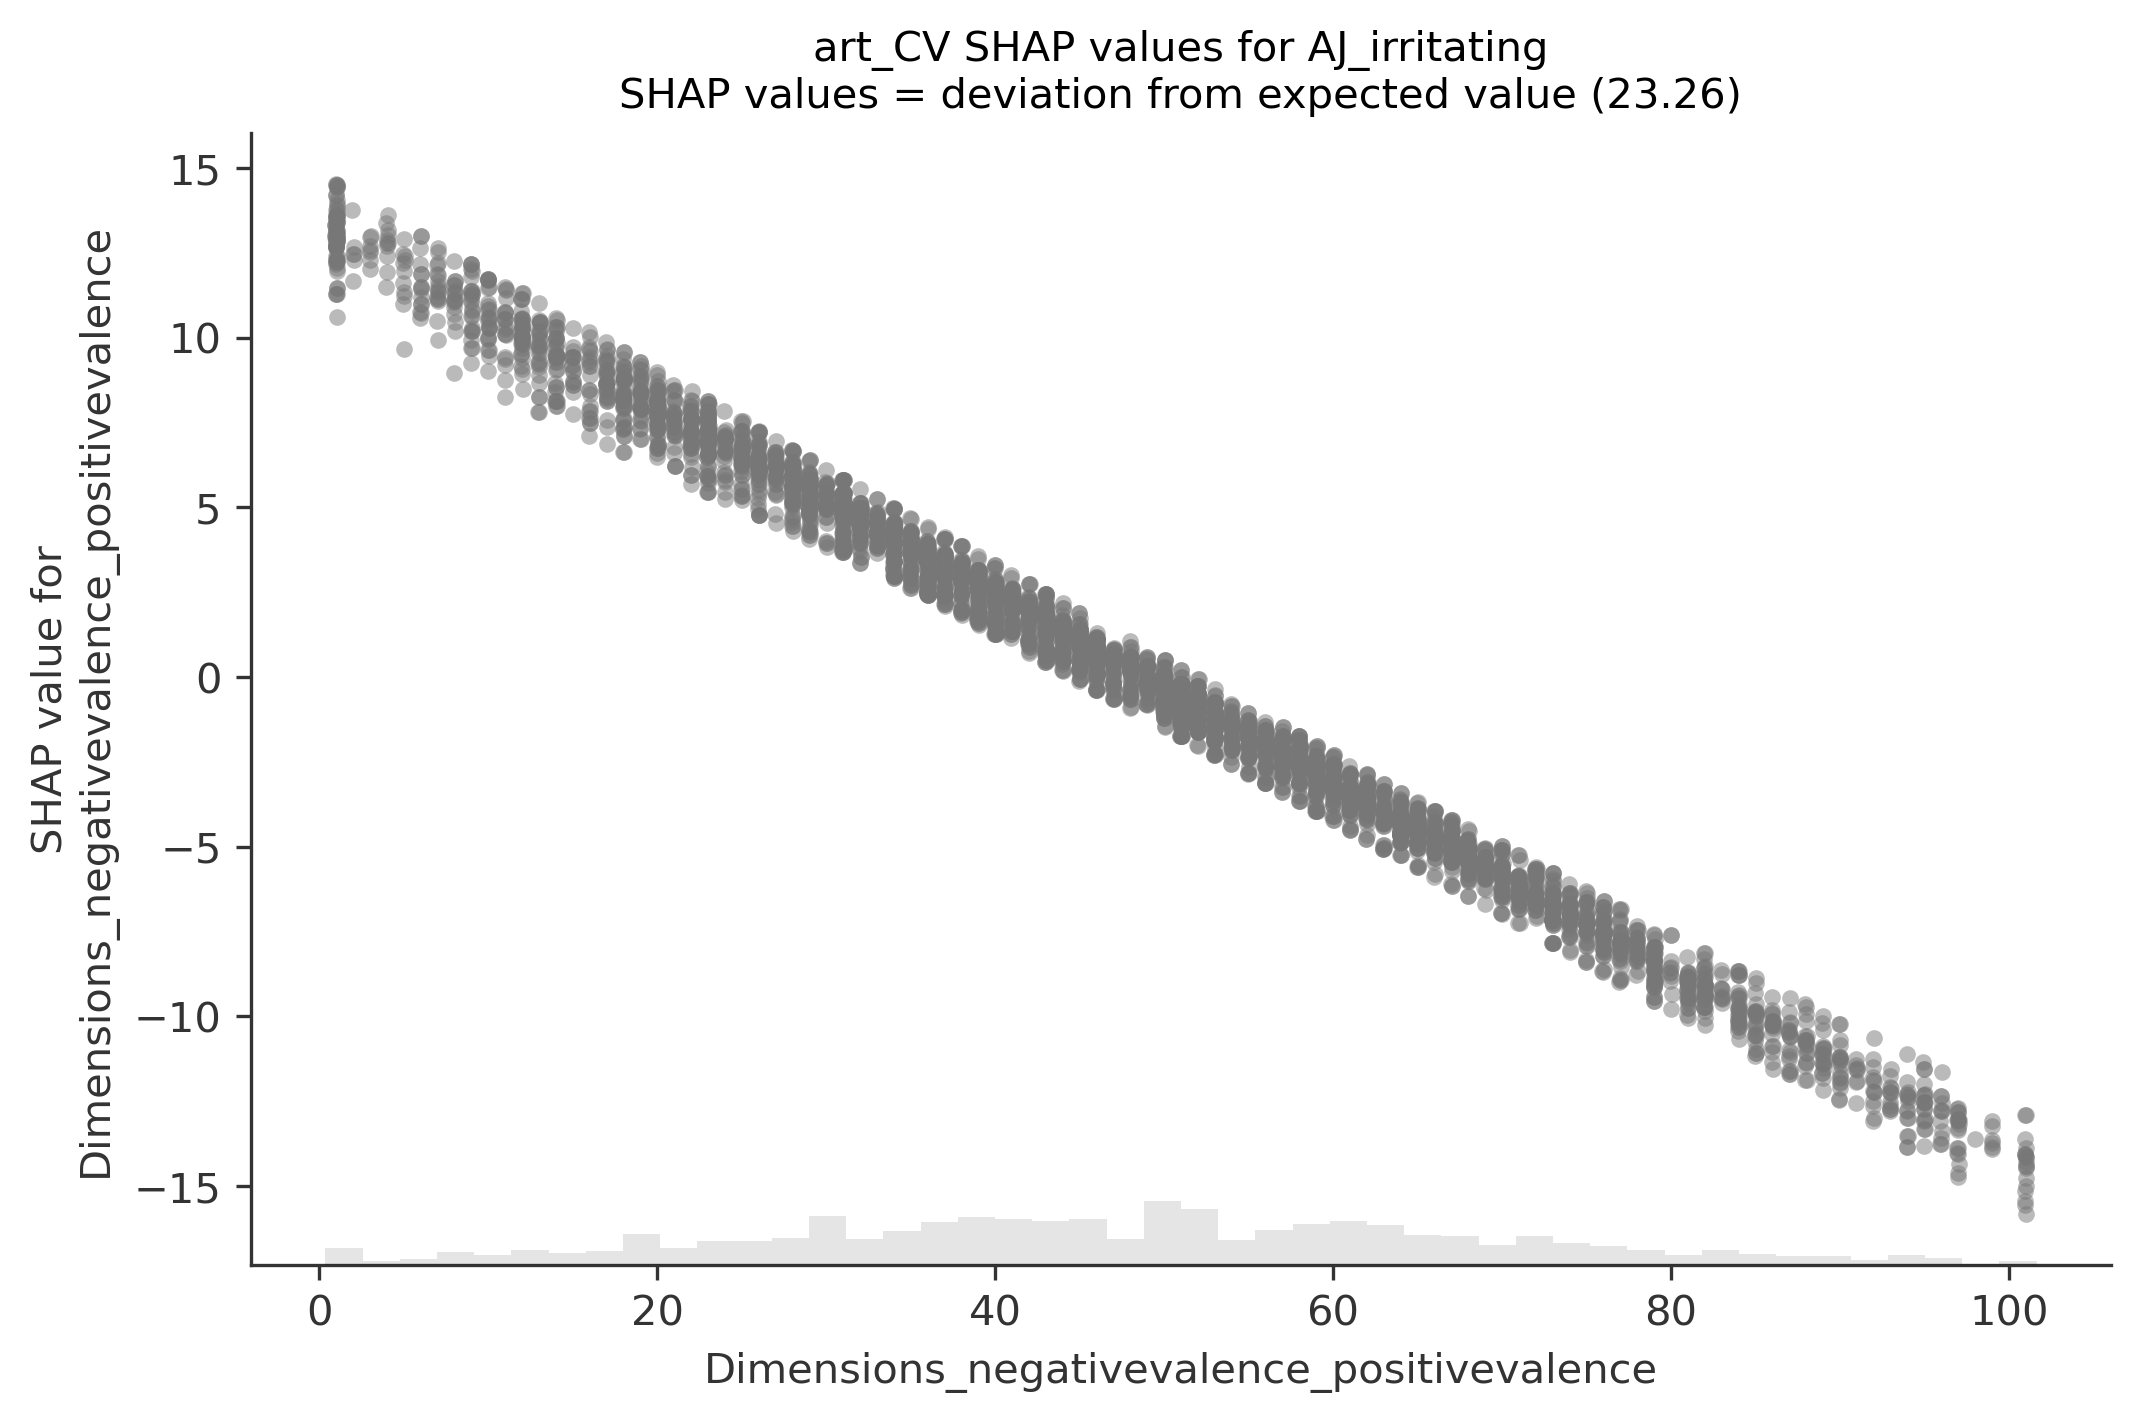 art_CV SHAP values for AJ_irritating
SHAP values = deviation from expected value (23.26)
SHAP value for
Dimensions_negativevalence_positivevalence
15
10
5
0
−5
−10
−15
0
20
40
60
80
100
Dimensions_negativevalence_positivevalence